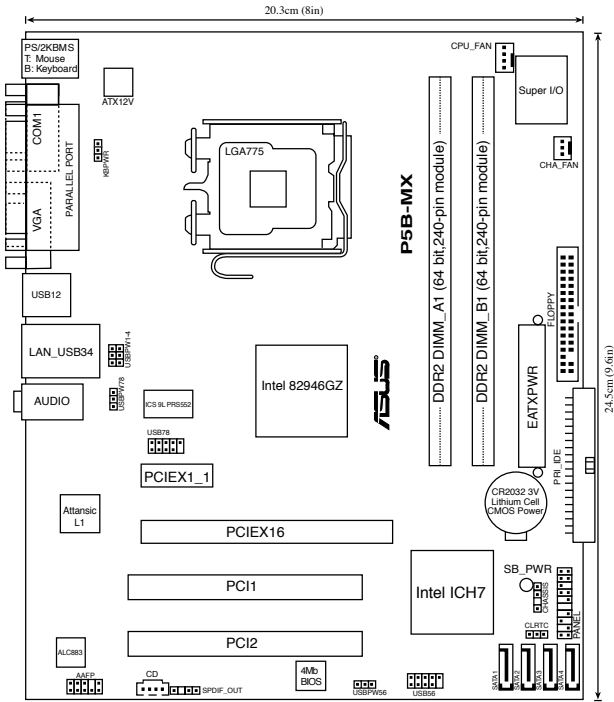 20.3cm (8in)
PS/2KBMS
T: Mouse
B: Keyboard
CPU_FAN
Super I/O
ATX12V
COM1
PARALLEL PORT
VGA
KBPWR
LGA775
P5B-MX
DDR2 DIMM_A1 (64 bit,240-pin module)
DDR2 DIMM_B1 (64 bit,240-pin module)
CHA_FAN
FLOPPY
24.5cm (9.6in)
USB12
LAN_USB34
USBPW1-4
AUDIO
USBPW78
ICS 9LPRS552
Intel 82946GZ
ASUS
EATXPWR
PRI_IDE
USB78
PCIEX1_1
CR2032 3V
Lithium Cell
CMOS Power
Attansic
L1
PCIEX16
Intel ICH7
SB_PWR
CHASSIS
PANEL
PCI1
CLRTC
PCI2
ALC883
4Mb
BIOS
SATA1
SATA2
SATA3
SATA4
AAFP
CD
SPDIF_OUT
USBPW56
USB56